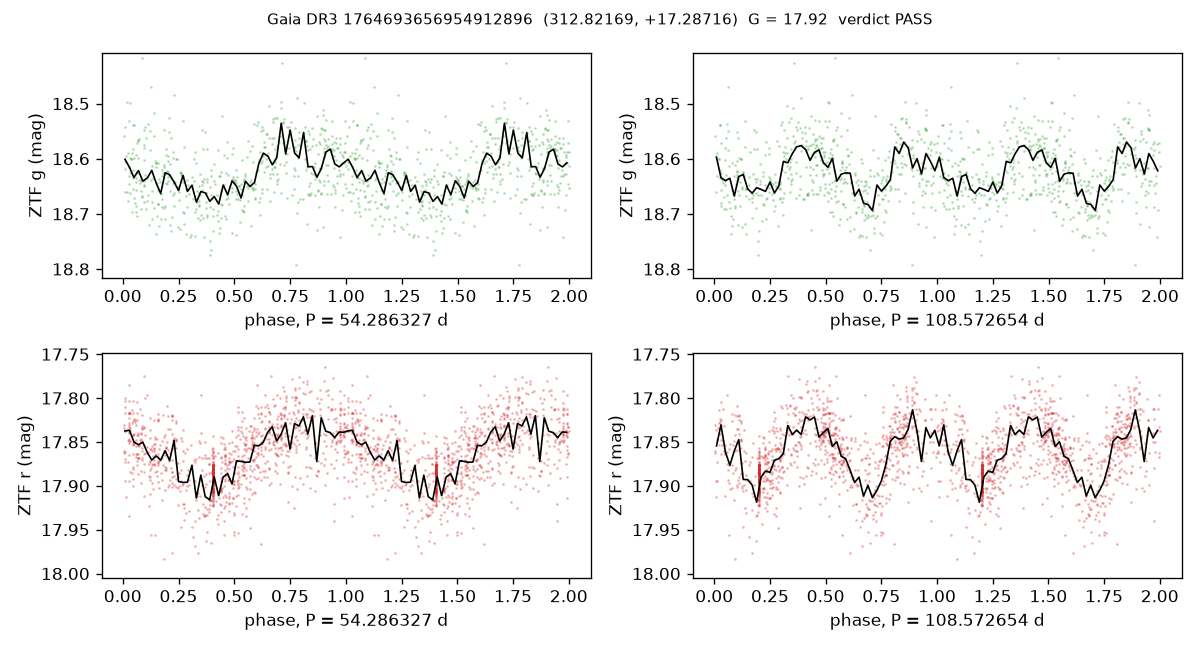 Gaia DR3 1764693656954912896  (312.82169, +17.28716)  G = 17.92  verdict PASS
ZTF g (mag)
18.5
18.6
18.7
18.8
0.00 0.25 0.50 0.75 1.00 1.25 1.50 1.75 2.00
phase, P = 54.286327 d
ZTF g (mag)
18.5
18.6
18.7
18.8
0.00 0.25 0.50 0.75 1.00 1.25 1.50 1.75 2.00
phase, P = 108.572654 d
ZTF r (mag)
17.75
17.80
17.85
17.90
17.95
18.00
0.00 0.25 0.50 0.75 1.00 1.25 1.50 1.75 2.00
phase, P = 54.286327 d
ZTF r (mag)
17.75
17.80
17.85
17.90
17.95
18.00
0.00 0.25 0.50 0.75 1.00 1.25 1.50 1.75 2.00
phase, P = 108.572654 d